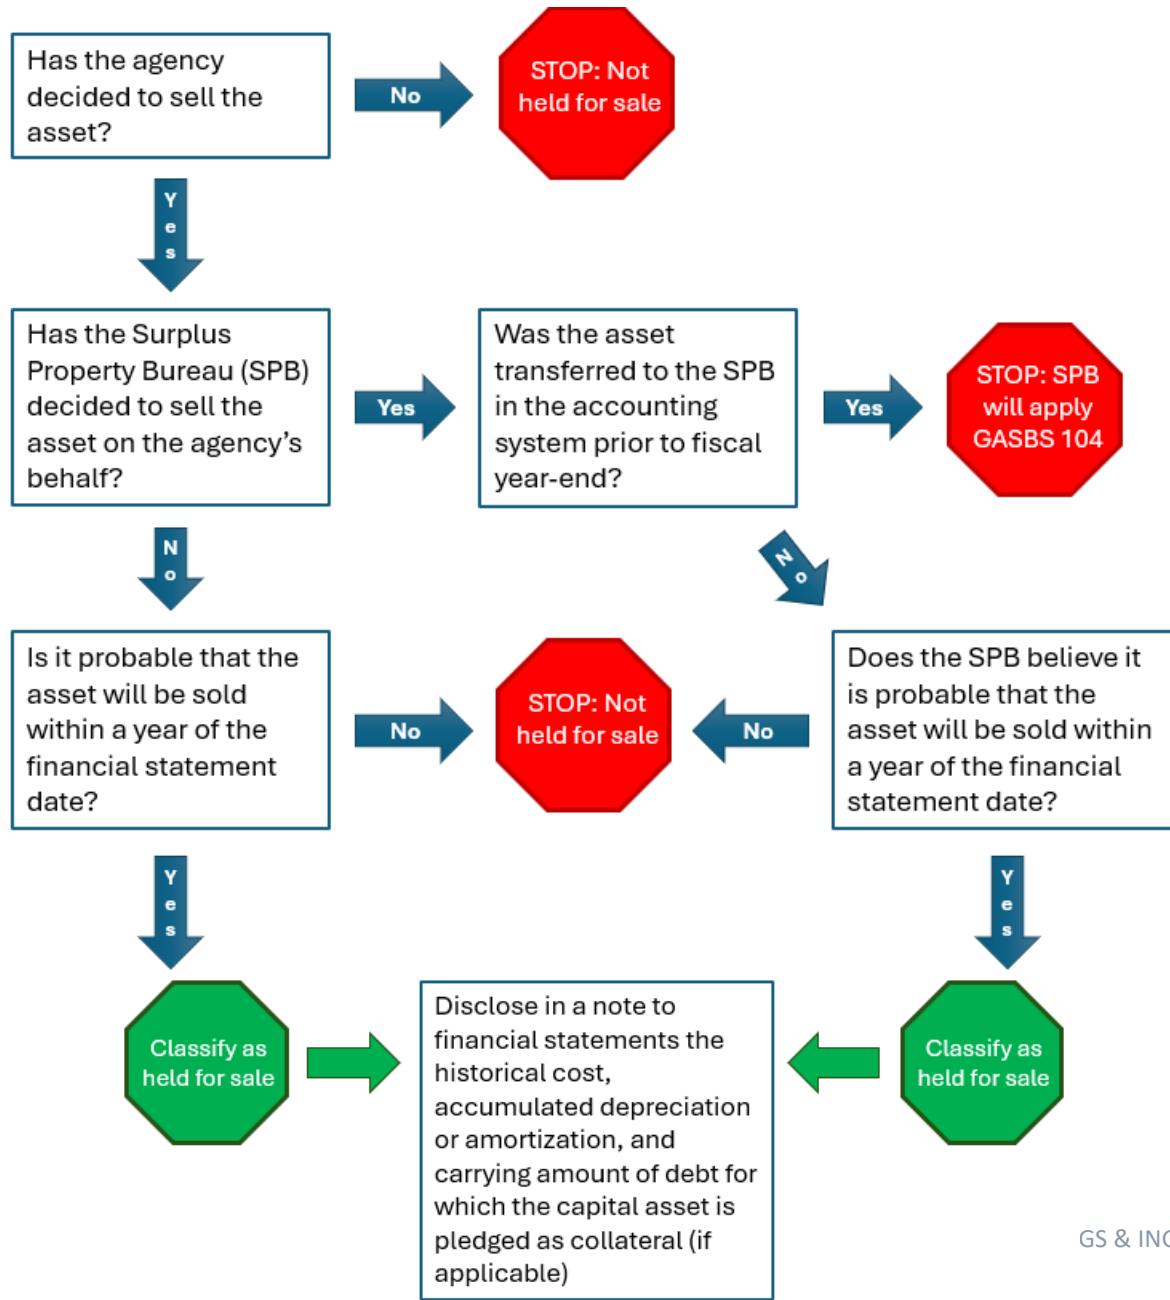 Has the agency
decided to sell the
asset?
No
STOP: Not
held for sale
Yes
Has the Surplus
Property Bureau (SPB)
decided to sell the
asset on the agency’s
behalf?
Yes
Was the asset
transferred to the SPB
in the accounting
system prior to fiscal
year-end?
Yes
STOP: SPB
will apply
GASBS 104
No
No
Is it probable that the
asset will be sold
within a year of the
financial statement
date?
No
STOP: Not
held for sale
No
Does the SPB believe it
is probable that the
asset will be sold within
a year of the financial
statement date?
Yes
Yes
Classify as
held for sale
Disclose in a note to
financial statements the
historical cost,
accumulated depreciation
or amortization, and
carrying amount of debt for
which the capital asset is
pledged as collateral (if
applicable)
Classify as
held for sale
GS & INC